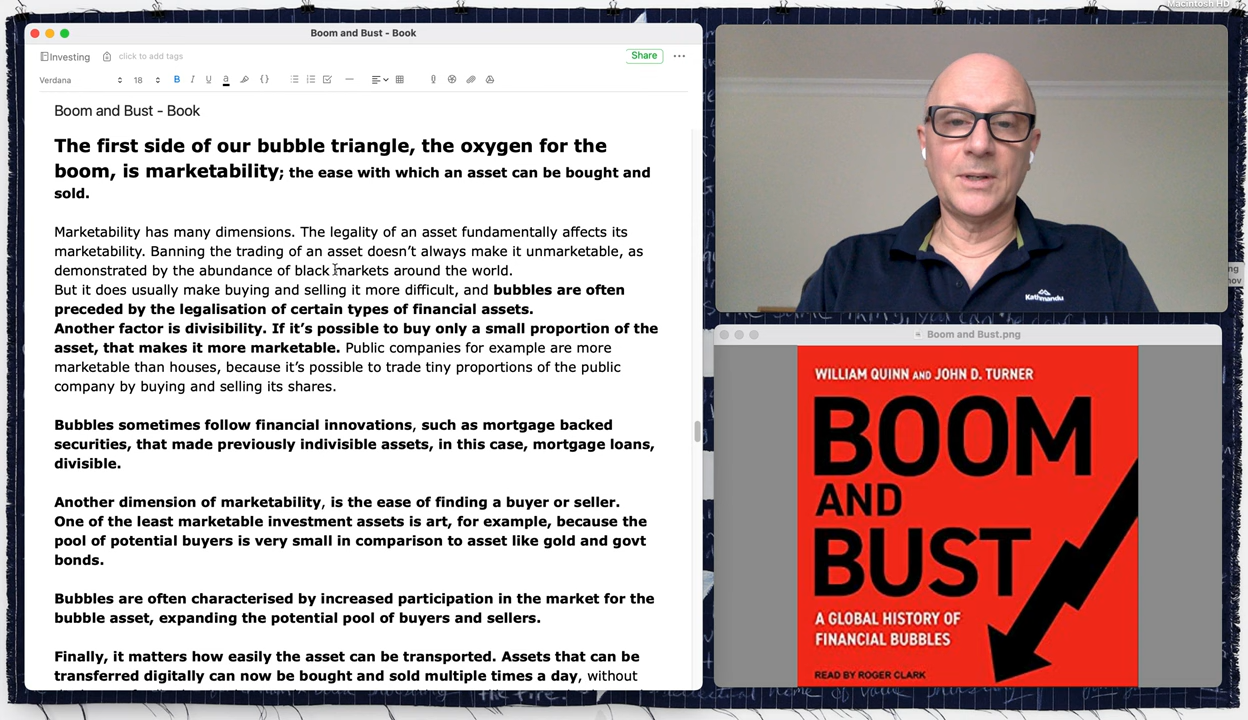 Macintosh HD
Boom and Bust - Book
Investing
click to add tags
Share
Verdana
18
B I U a
Boom and Bust - Book
The first side of our bubble triangle, the oxygen for the
boom, is marketability; the ease with which an asset can be bought and
sold.
Marketability has many dimensions. The legality of an asset fundamentally affects its
marketability. Banning the trading of an asset doesn’t always make it unmarketable, as
demonstrated by the abundance of black markets around the world.
But it does usually make buying and selling it more difficult, and bubbles are often
preceded by the legalisation of certain types of financial assets.
Another factor is divisibility. If it’s possible to buy only a small proportion of the
asset, that makes it more marketable. Public companies for example are more
marketable than houses, because it’s possible to trade tiny proportions of the public
company by buying and selling its shares.
Bubbles sometimes follow financial innovations, such as mortgage backed
securities, that made previously indivisible assets, in this case, mortgage loans,
divisible.
Another dimension of marketability, is the ease of finding a buyer or seller.
One of the least marketable investment assets is art, for example, because the
pool of potential buyers is very small in comparison to asset like gold and govt
bonds.
Bubbles are often characterised by increased participation in the market for the
bubble asset, expanding the potential pool of buyers and sellers.
Finally, it matters how easily the asset can be transported. Assets that can be
transferred digitally can now be bought and sold multiple times a day, without
Kathmandu
Boom and Bust.png
WILLIAM QUINN AND JOHN D. TURNER
BOOM
AND
BUST
A GLOBAL HISTORY OF
FINANCIAL BUBBLES
READ BY ROGER CLARK